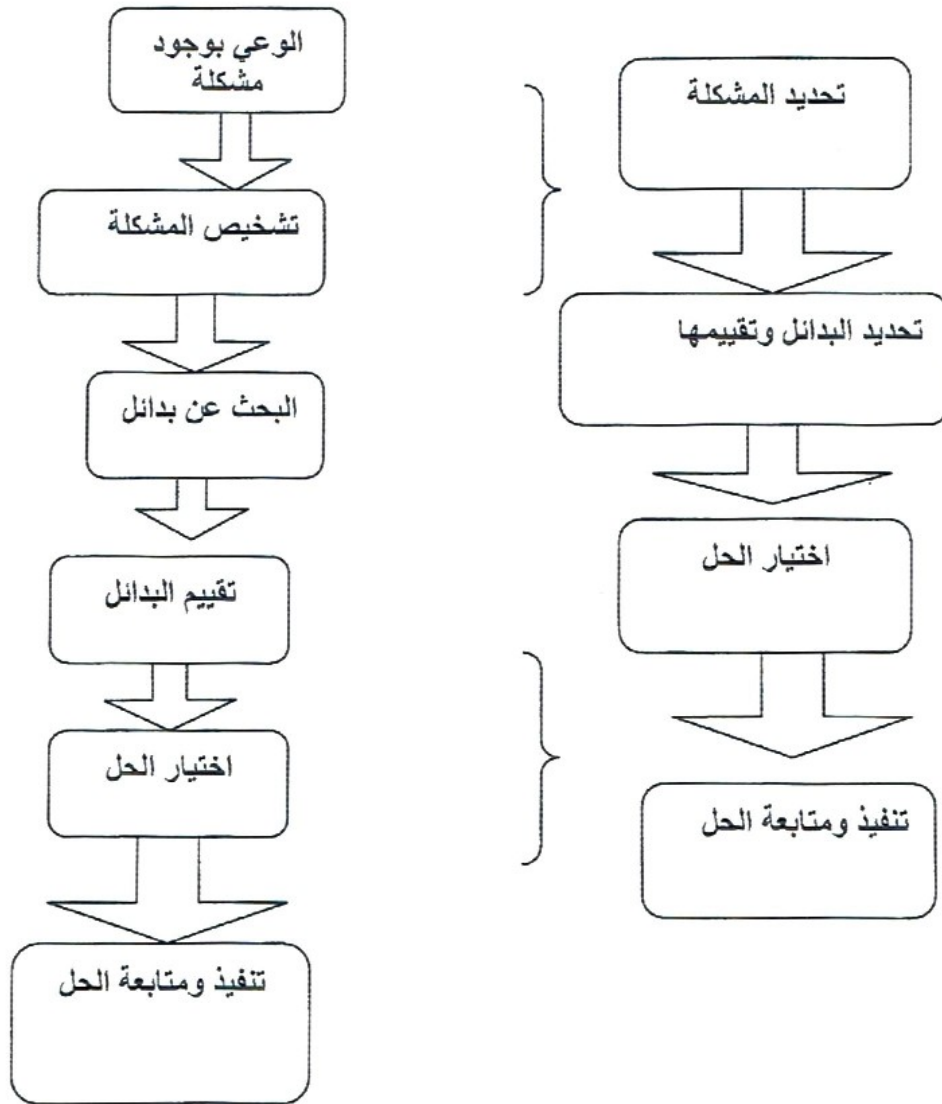 تحديد المشكلة
تحديد البدائل وتقييمها
اختيار الحل
تنفيذ ومتابعة الحل
الوعي بوجود
مشكلة
تشخيص المشكلة
البحث عن بدائل
تقييم البدائل
اختيار الحل
تنفيذ ومتابعة الحل